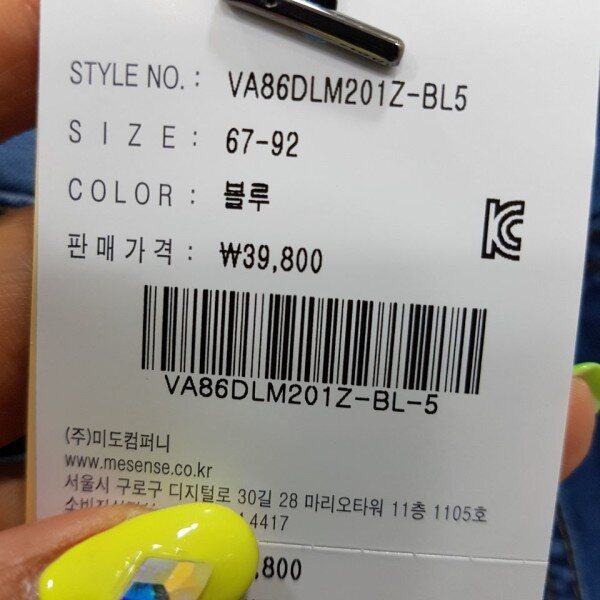 STYLE NO. : VA86DLM201Z-BL5
SIZE : 67-92
COLOR : 블루
판매가격 : ₩39,800
VA86DLM201Z-BL-5
(주)미도컴퍼니
www.mesense.co.kr
서울시 구로구 디지털로 30길 28 마리오타워 11층 1105호
4417
,800